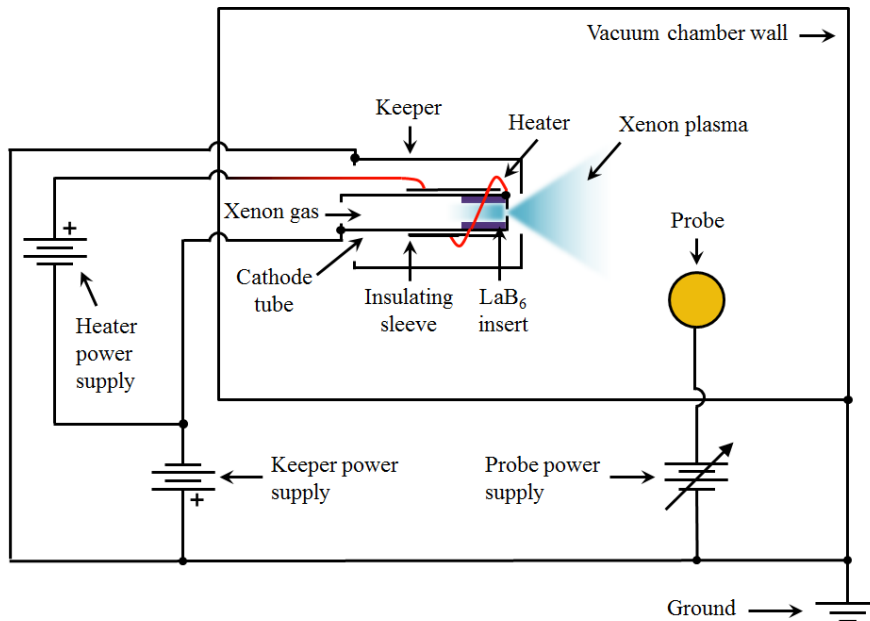 Vacuum chamber wall
Keeper
Heater
Xenon plasma
Xenon gas
Probe
+
Cathode
tube
Insulating
sleeve
LaB₆
insert
Heater
power
supply
Keeper power
supply
Probe power
supply
+
Ground